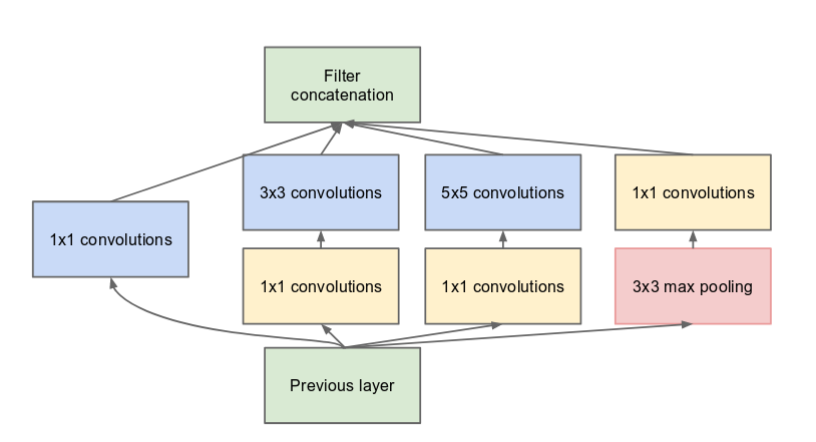 Filter
concatenation
3x3 convolutions
5x5 convolutions
1x1 convolutions
1x1 convolutions
1x1 convolutions
1x1 convolutions
3x3 max pooling
Previous layer